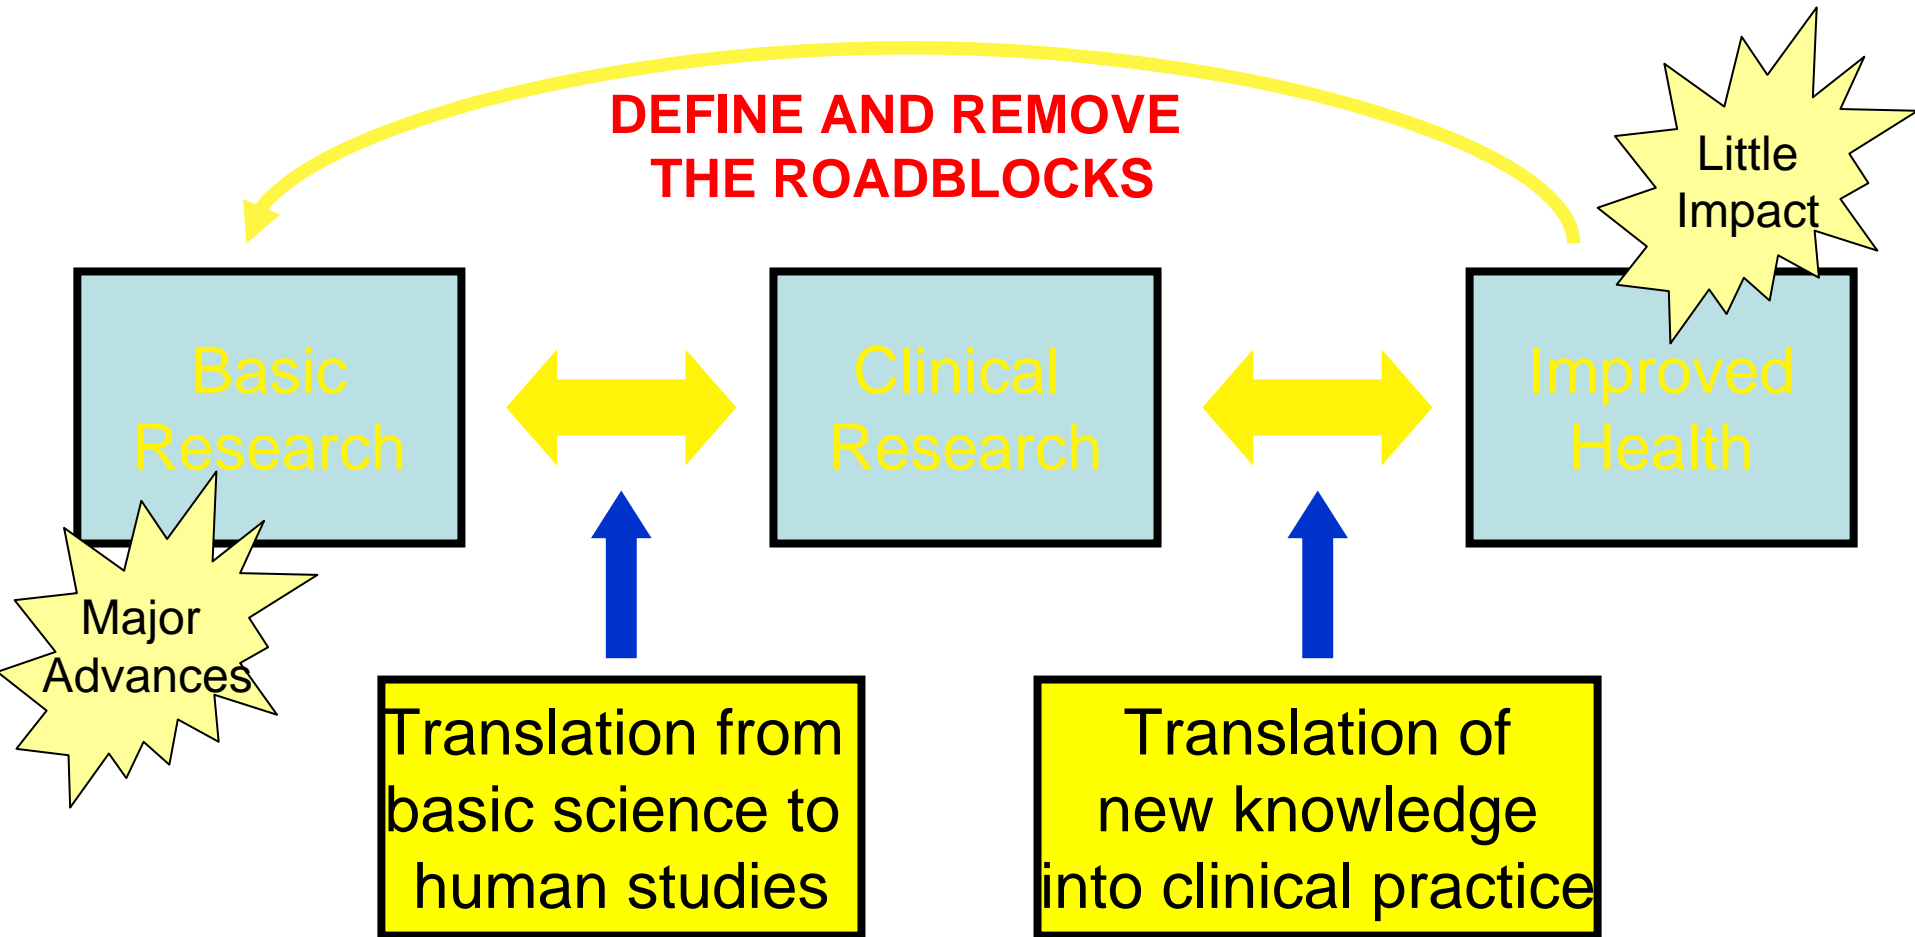 DEFINE AND REMOVE
THE ROADBLOCKS
Little
Impact
Basic
Research
Clinical
Research
Improved
Health
Major
Advances
Translation from
basic science to
human studies
Translation of
new knowledge
into clinical practice